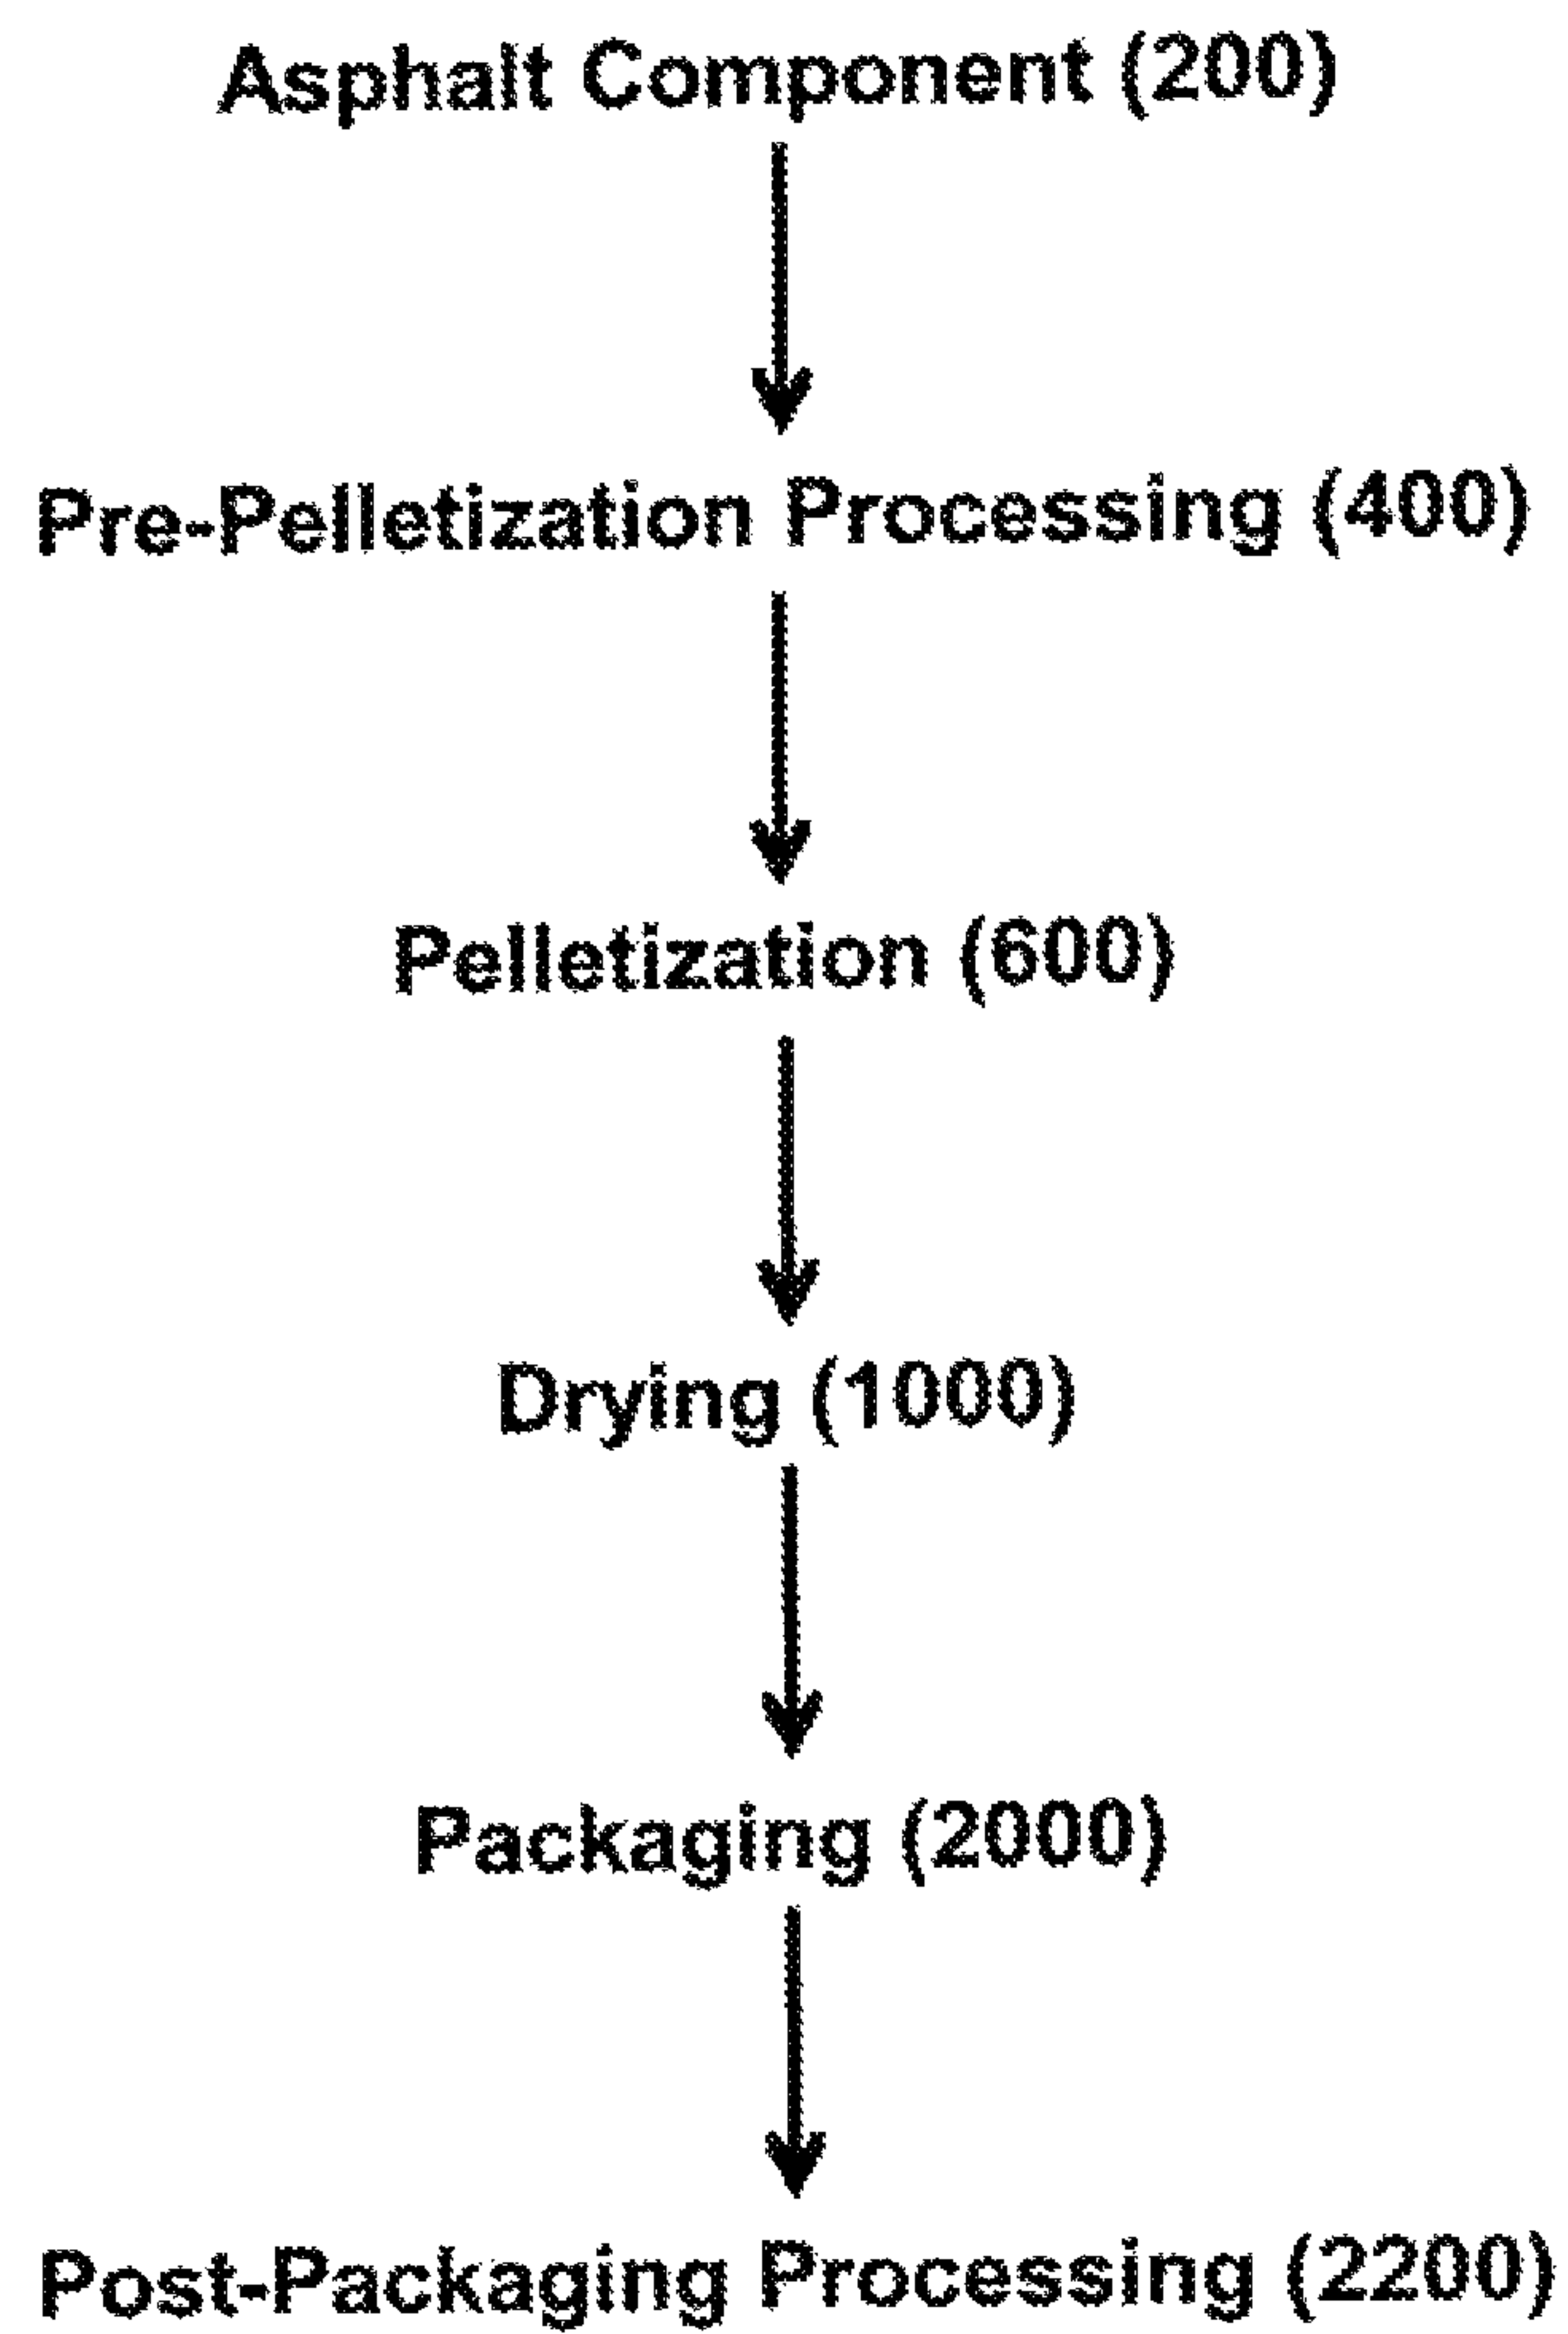 Asphalt Component (200)
Pre-Pelletization Processing (400)
Pelletization (600)
Drying (1000)
Packaging (2000)
Post-Packaging Processing (2200)